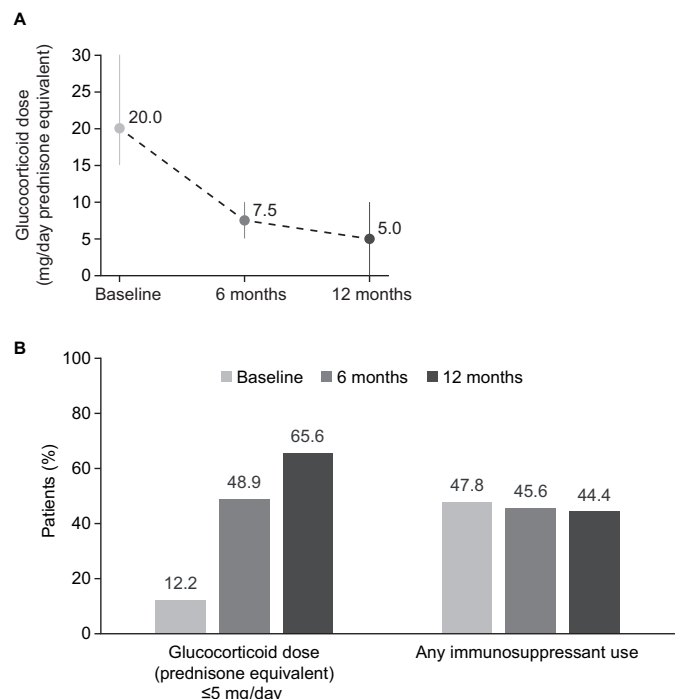 A
Glucocorticoid dose
(mg/day prednisone equivalent)
30
25
20
15
10
5
0
20.0
7.5
5.0
Baseline
6 months
12 months
B
Patients (%)
100
80
60
40
20
0
Baseline
6 months
12 months
12.2
48.9
65.6
47.8
45.6
44.4
Glucocorticoid dose
(prednisone equivalent)
≤5 mg/day
Any immunosuppressant use